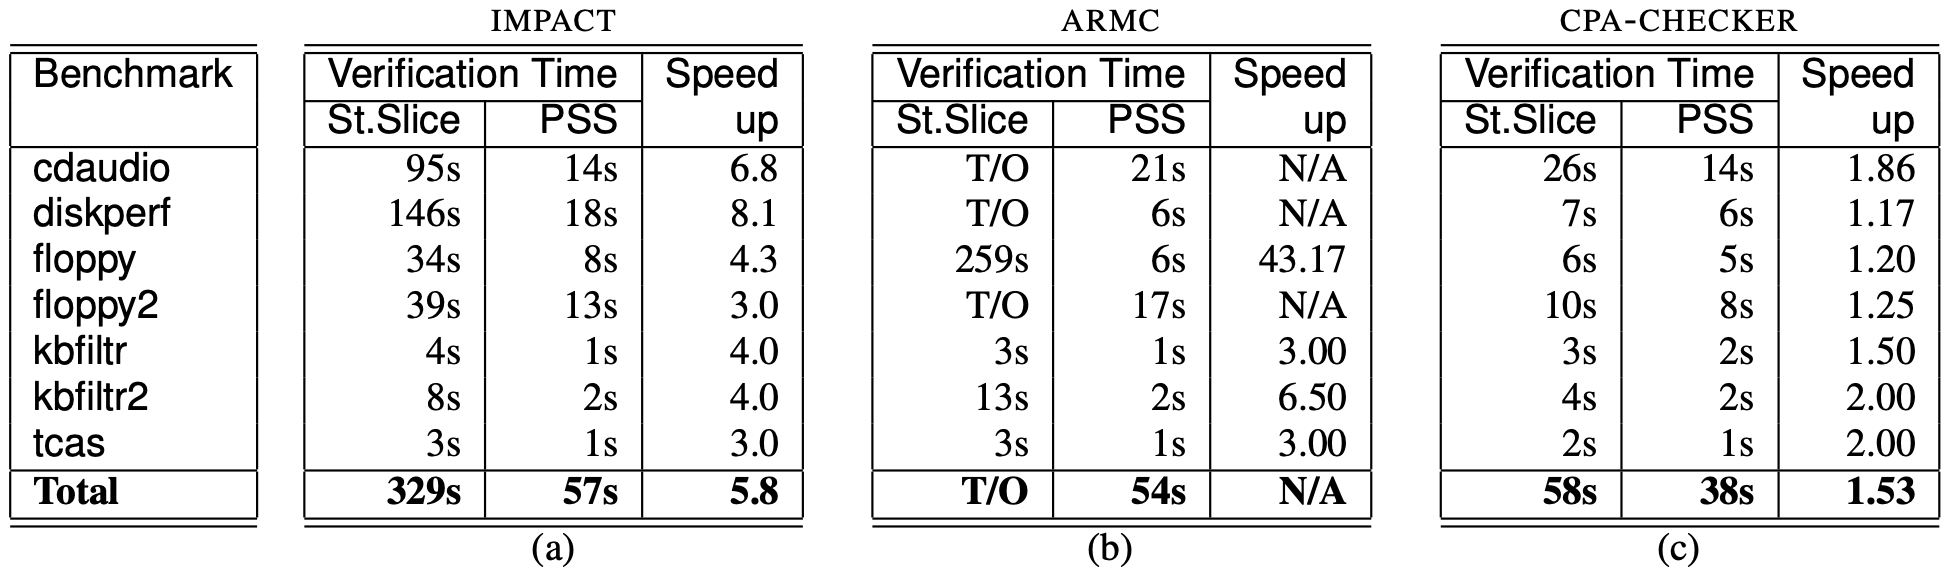 IMPACT ARMC CPA-CHECKER
Benchmark Verification Time Speed Verification Time Speed Verification Time Speed
St.Slice PSS up St.Slice PSS up St.Slice PSS up
cdaudio 95s 14s 6.8 T/O 21s N/A 26s 14s 1.86
diskperf 146s 18s 8.1 T/O 6s N/A 7s 6s 1.17
floppy 34s 8s 4.3 259s 6s 43.17 6s 5s 1.20
floppy2 39s 13s 3.0 T/O 17s N/A 10s 8s 1.25
kbfiltr 4s 1s 4.0 3s 1s 3.00 3s 2s 1.50
kbfiltr2 8s 2s 4.0 13s 2s 6.50 4s 2s 2.00
tcas 3s 1s 3.0 3s 1s 3.00 2s 1s 2.00
Total 329s 57s 5.8 T/O 54s N/A 58s 38s 1.53
(a) (b) (c)